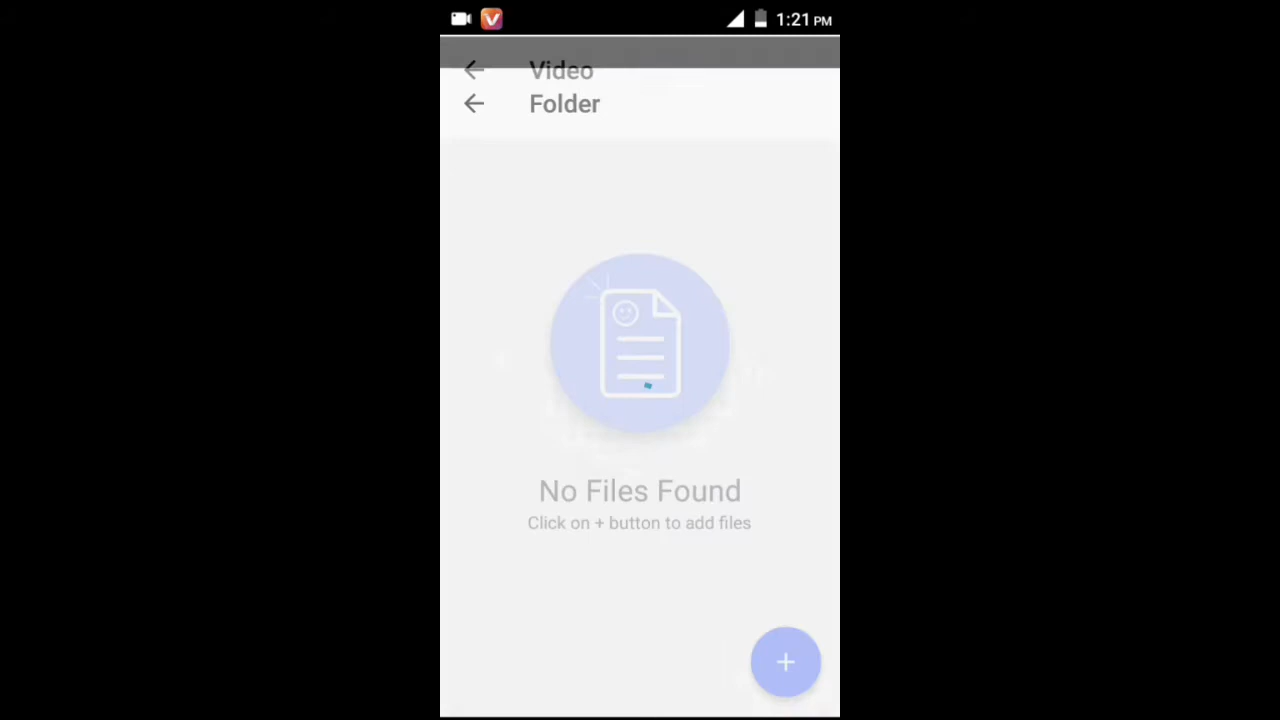 1:21 PM
Video
Folder
No Files Found
Click on + button to add files